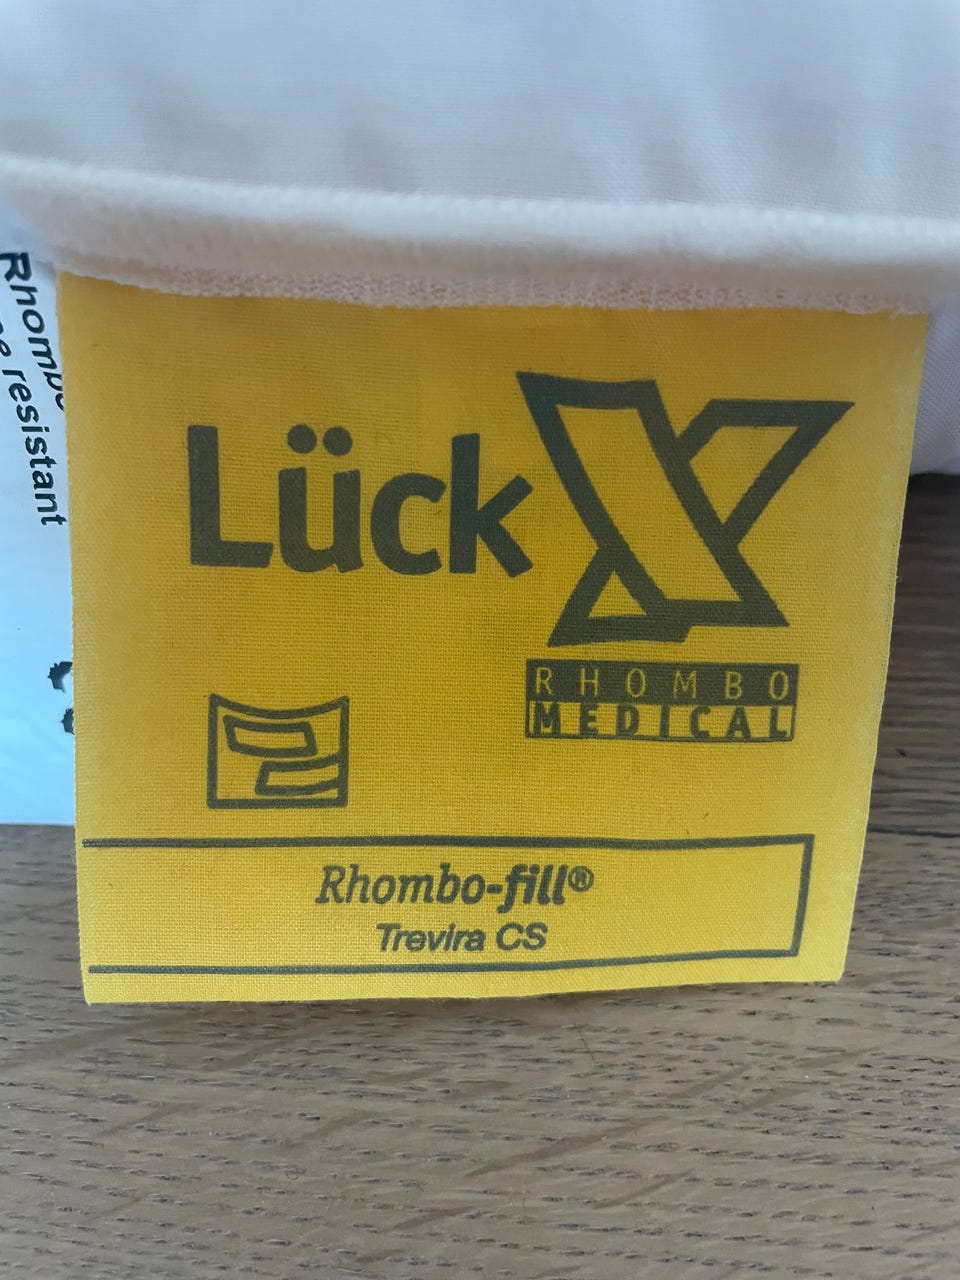 Lück
RHOMBO
MEDICAL
Rhombo-fill®
Trevira CS
resistant